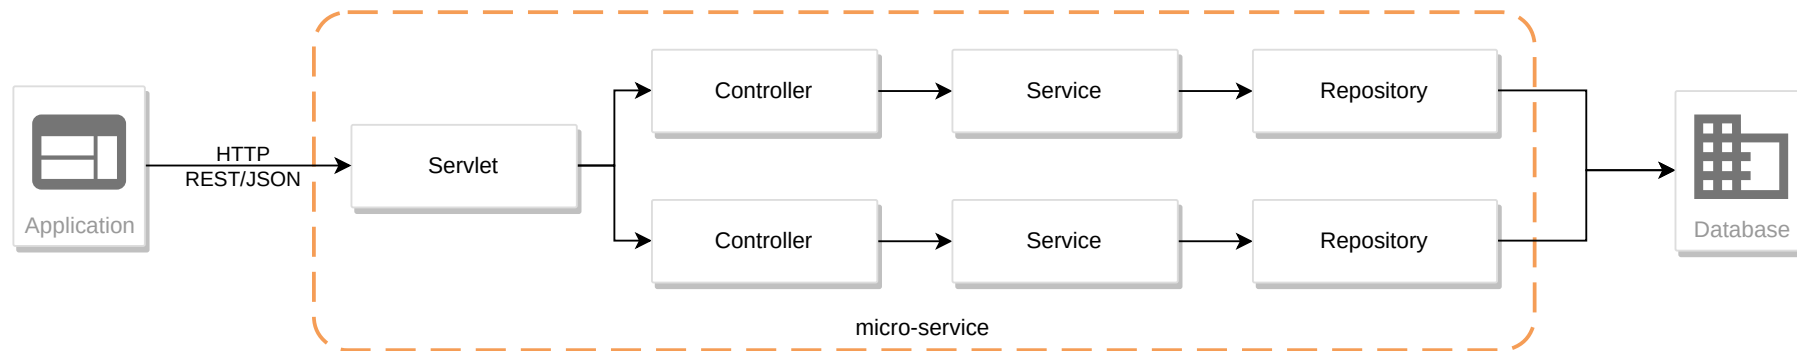 Application
HTTP
REST/JSON
Servlet
Controller
Service
Repository
Controller
Service
Repository
micro-service
Database